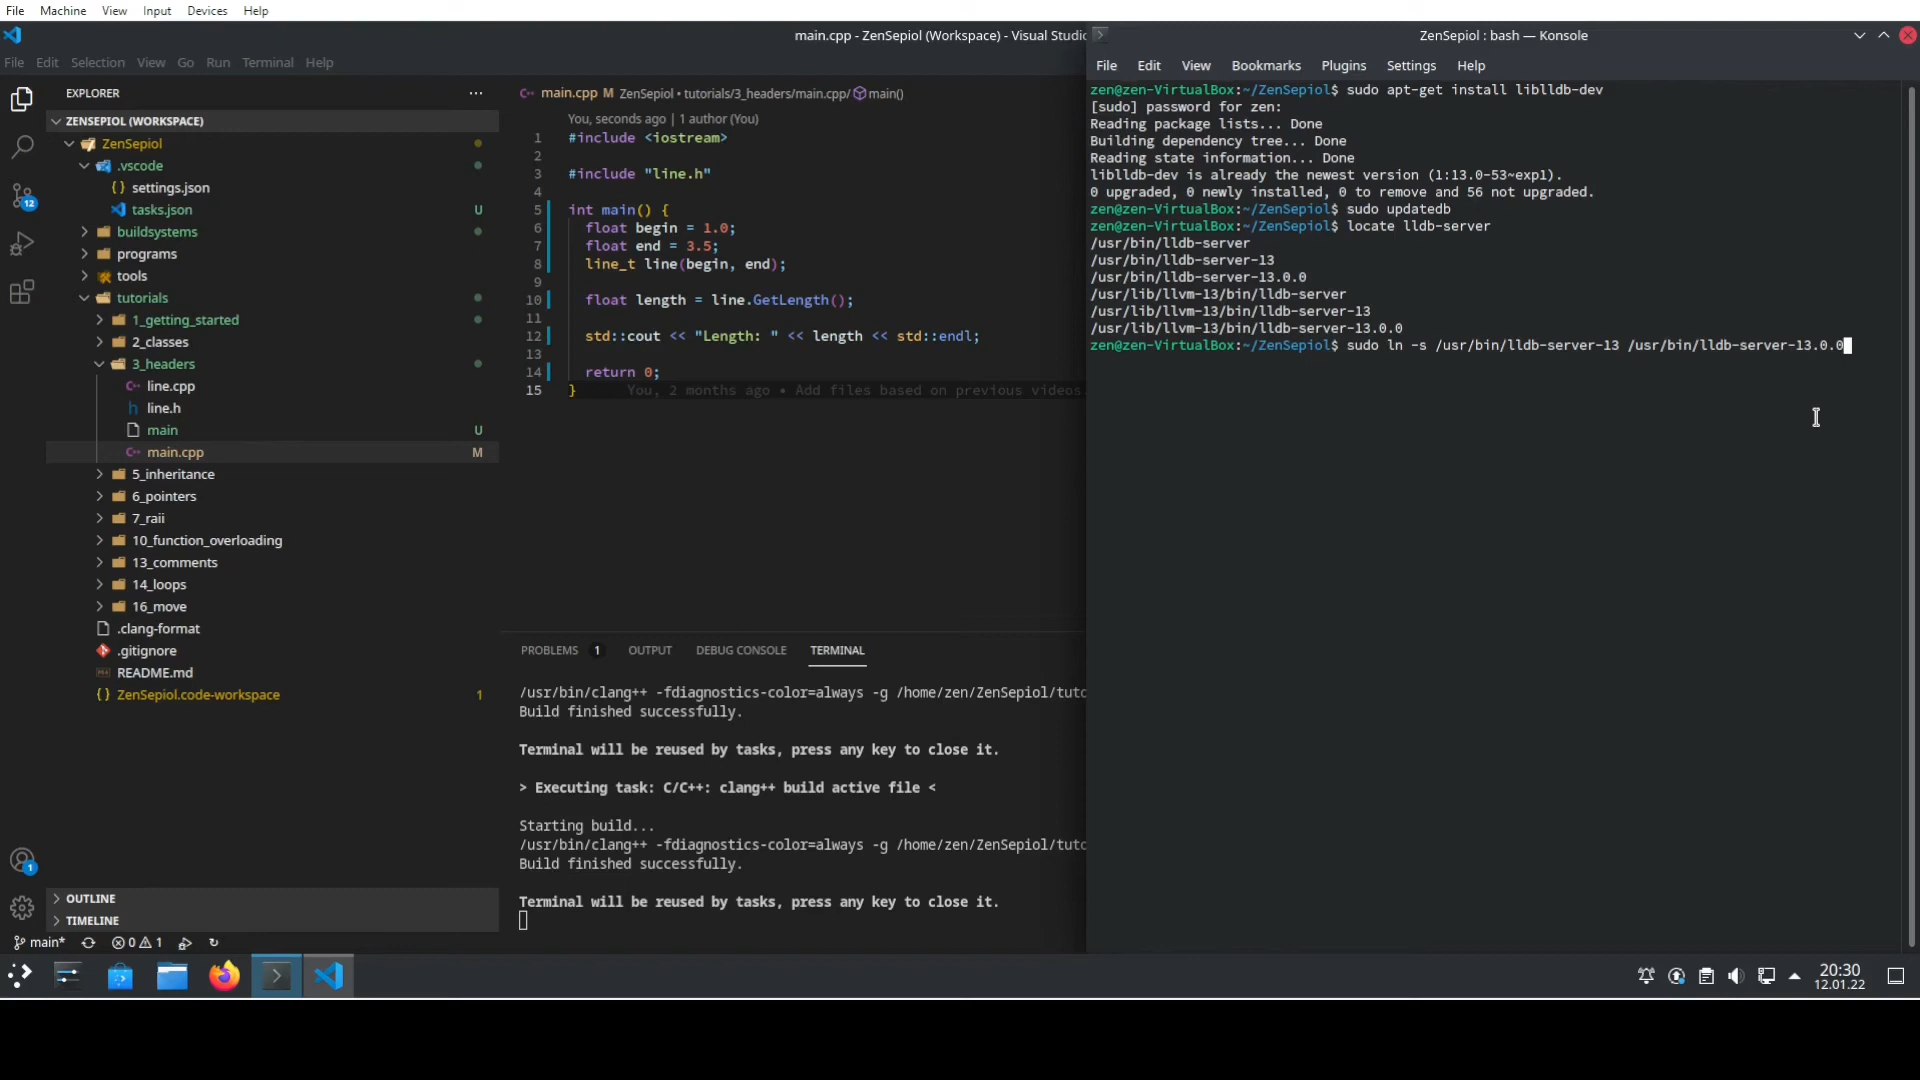 File Machine View Input Devices Help
main.cpp - ZenSepiol (Workspace) - Visual Studi
File Edit Selection View Go Run Terminal Help
EXPLORER
ZENSEPIOL (WORKSPACE)
ZenSepiol
.vscode
{} settings.json
tasks.json U
buildsystems
programs
tools
tutorials
1_getting_started
2_classes
3_headers
line.cpp
h line.h
main U
main.cpp M
5_inheritance
6_pointers
7_raii
10_function_overloading
13_comments
14_loops
16_move
.clang-format
.gitignore
README.md
{} ZenSepiol.code-workspace 1
OUTLINE
TIMELINE
12
1
main.cpp M ZenSepiol • tutorials/3_headers/main.cpp/ main()
You, seconds ago | 1 author (You)
1 #include <iostream>
2
3 #include "line.h"
4
5 int main() {
6 float begin = 1.0;
7 float end = 3.5;
8 line_t line(begin, end);
9
10 float length = line.GetLength();
11
12 std::cout << "Length: " << length << std::endl;
13
14 return 0;
15 } You, 2 months ago • Add files based on previous videos.
PROBLEMS 1 OUTPUT DEBUG CONSOLE TERMINAL
/usr/bin/clang++ -fdiagnostics-color=always -g /home/zen/ZenSepiol/tuto
Build finished successfully.
Terminal will be reused by tasks, press any key to close it.
> Executing task: C/C++: clang++ build active file <
Starting build...
/usr/bin/clang++ -fdiagnostics-color=always -g /home/zen/ZenSepiol/tuto
Build finished successfully.
Terminal will be reused by tasks, press any key to close it.
main* 0 1
ZenSepiol : bash — Konsole
File Edit View Bookmarks Plugins Settings Help
zen@zen-VirtualBox:~/ZenSepiol$ sudo apt-get install liblldb-dev
[sudo] password for zen:
Reading package lists... Done
Building dependency tree... Done
Reading state information... Done
liblldb-dev is already the newest version (1:13.0-53~exp1).
0 upgraded, 0 newly installed, 0 to remove and 56 not upgraded.
zen@zen-VirtualBox:~/ZenSepiol$ sudo updatedb
zen@zen-VirtualBox:~/ZenSepiol$ locate lldb-server
/usr/bin/lldb-server
/usr/bin/lldb-server-13
/usr/bin/lldb-server-13.0.0
/usr/lib/llvm-13/bin/lldb-server
/usr/lib/llvm-13/bin/lldb-server-13
/usr/lib/llvm-13/bin/lldb-server-13.0.0
zen@zen-VirtualBox:~/ZenSepiol$ sudo ln -s /usr/bin/lldb-server-13 /usr/bin/lldb-server-13.0.0
20:30
12.01.22